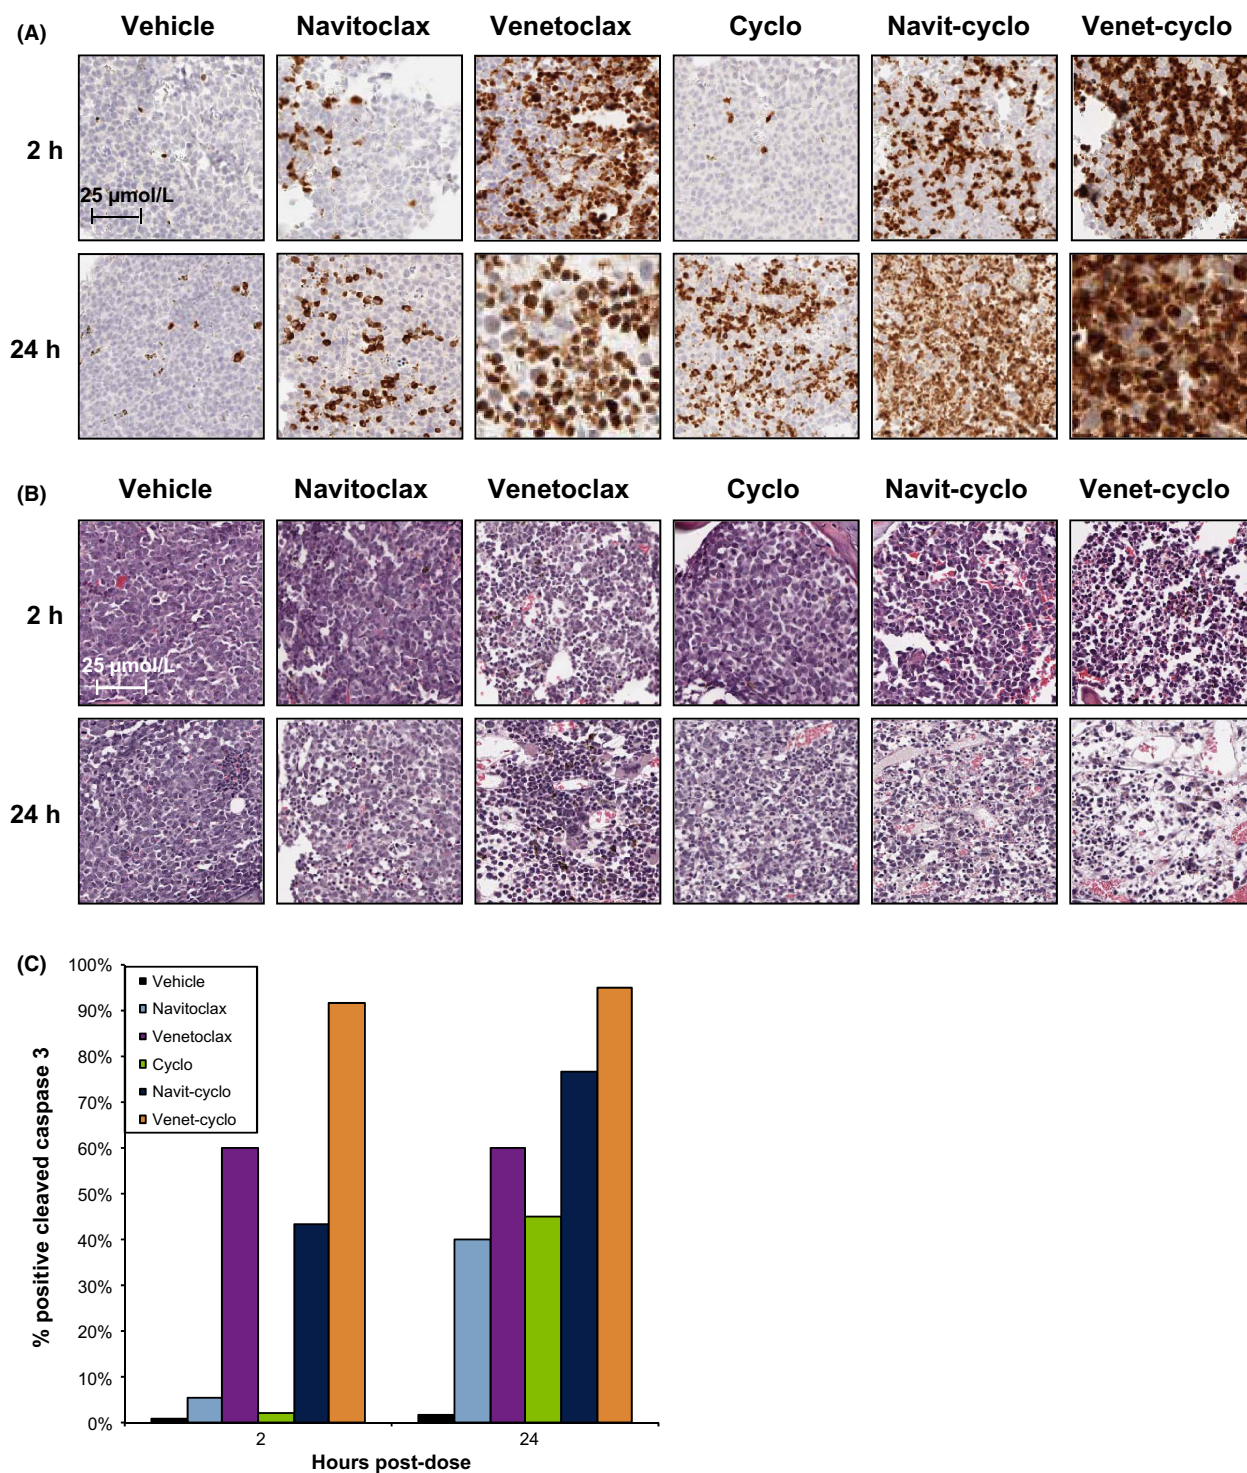 (A)
Vehicle Navitoclax Venetoclax Cyclo Navit-cyclo Venet-cyclo
2 h
25 µmol/L
24 h
(B)
Vehicle Navitoclax Venetoclax Cyclo Navit-cyclo Venet-cyclo
2 h
25 µmol/L
24 h
(C)
% positive cleaved caspase 3
100%
90%
80%
70%
60%
50%
40%
30%
20%
10%
0%
Vehicle
Navitoclax
Venetoclax
Cyclo
Navit-cyclo
Venet-cyclo
2 24
Hours post-dose